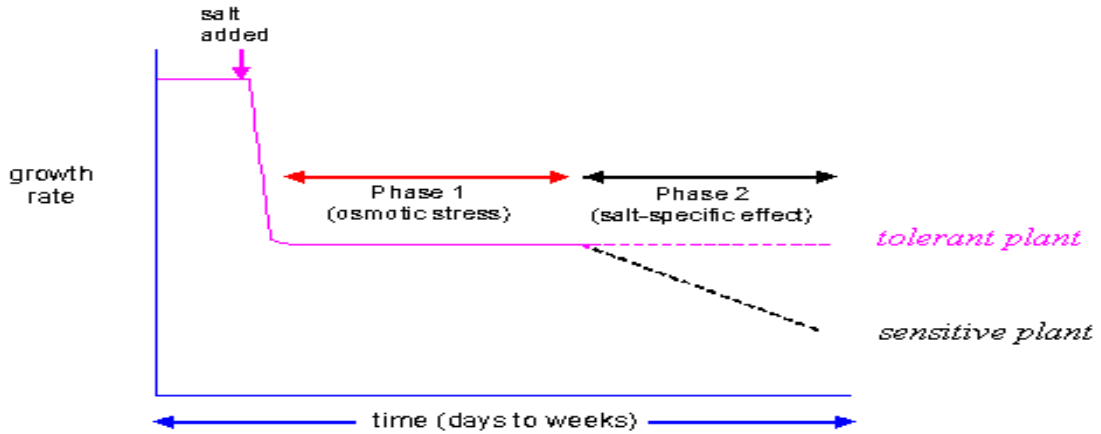 salt
added
growth
rate
Phase 1
(osmotic stress)
Phase 2
(salt-specific effect)
tolerant plant
sensitive plant
time (days to weeks)